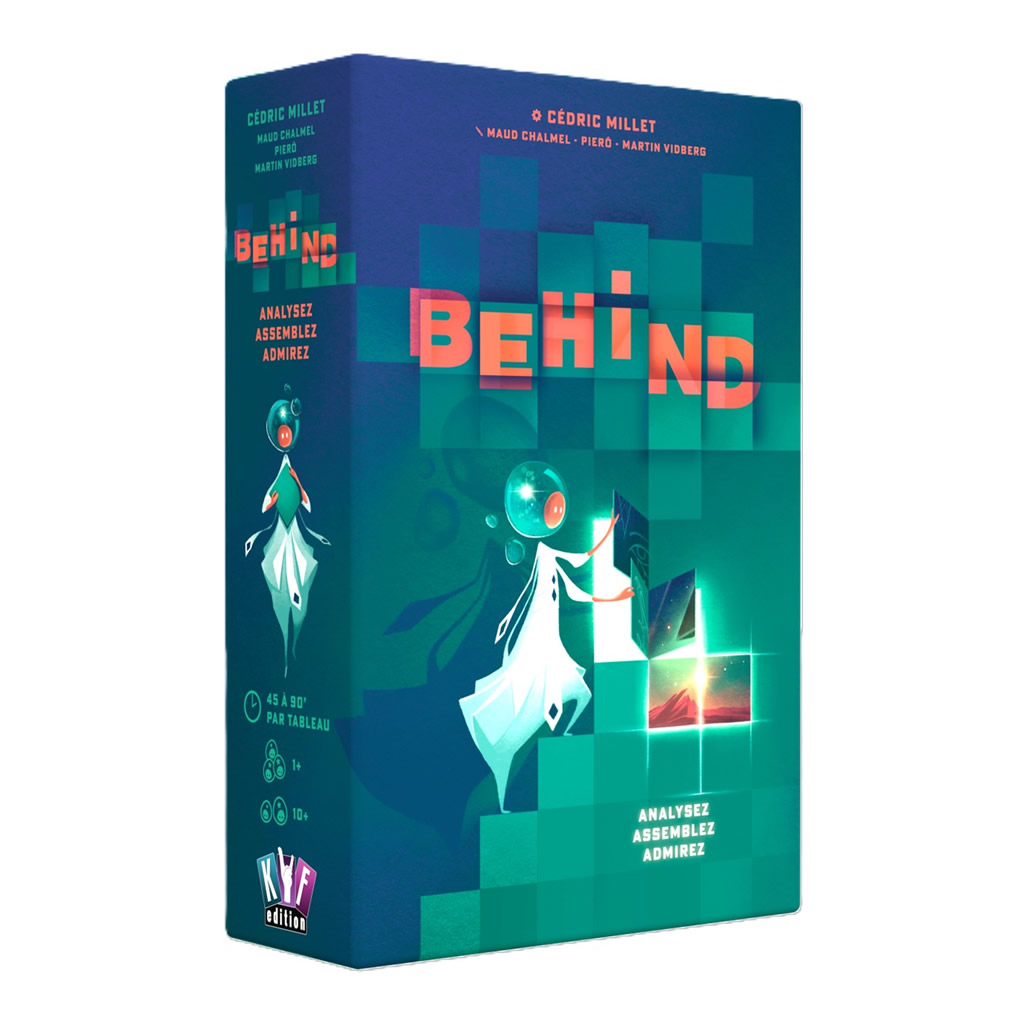 CÉDRIC MILLET
MAUD CHALMEL
PIERÔ
MARTIN VIDBERG
BEHiND
ANALYSEZ
ASSEMBLEZ
ADMIREZ
45 À 90'
PAR TABLEAU
1+
10+
KYF
edition
CÉDRIC MILLET
MAUD CHALMEL - PIERÔ - MARTIN VIDBERG
BEHiND
ANALYSEZ
ASSEMBLEZ
ADMIREZ